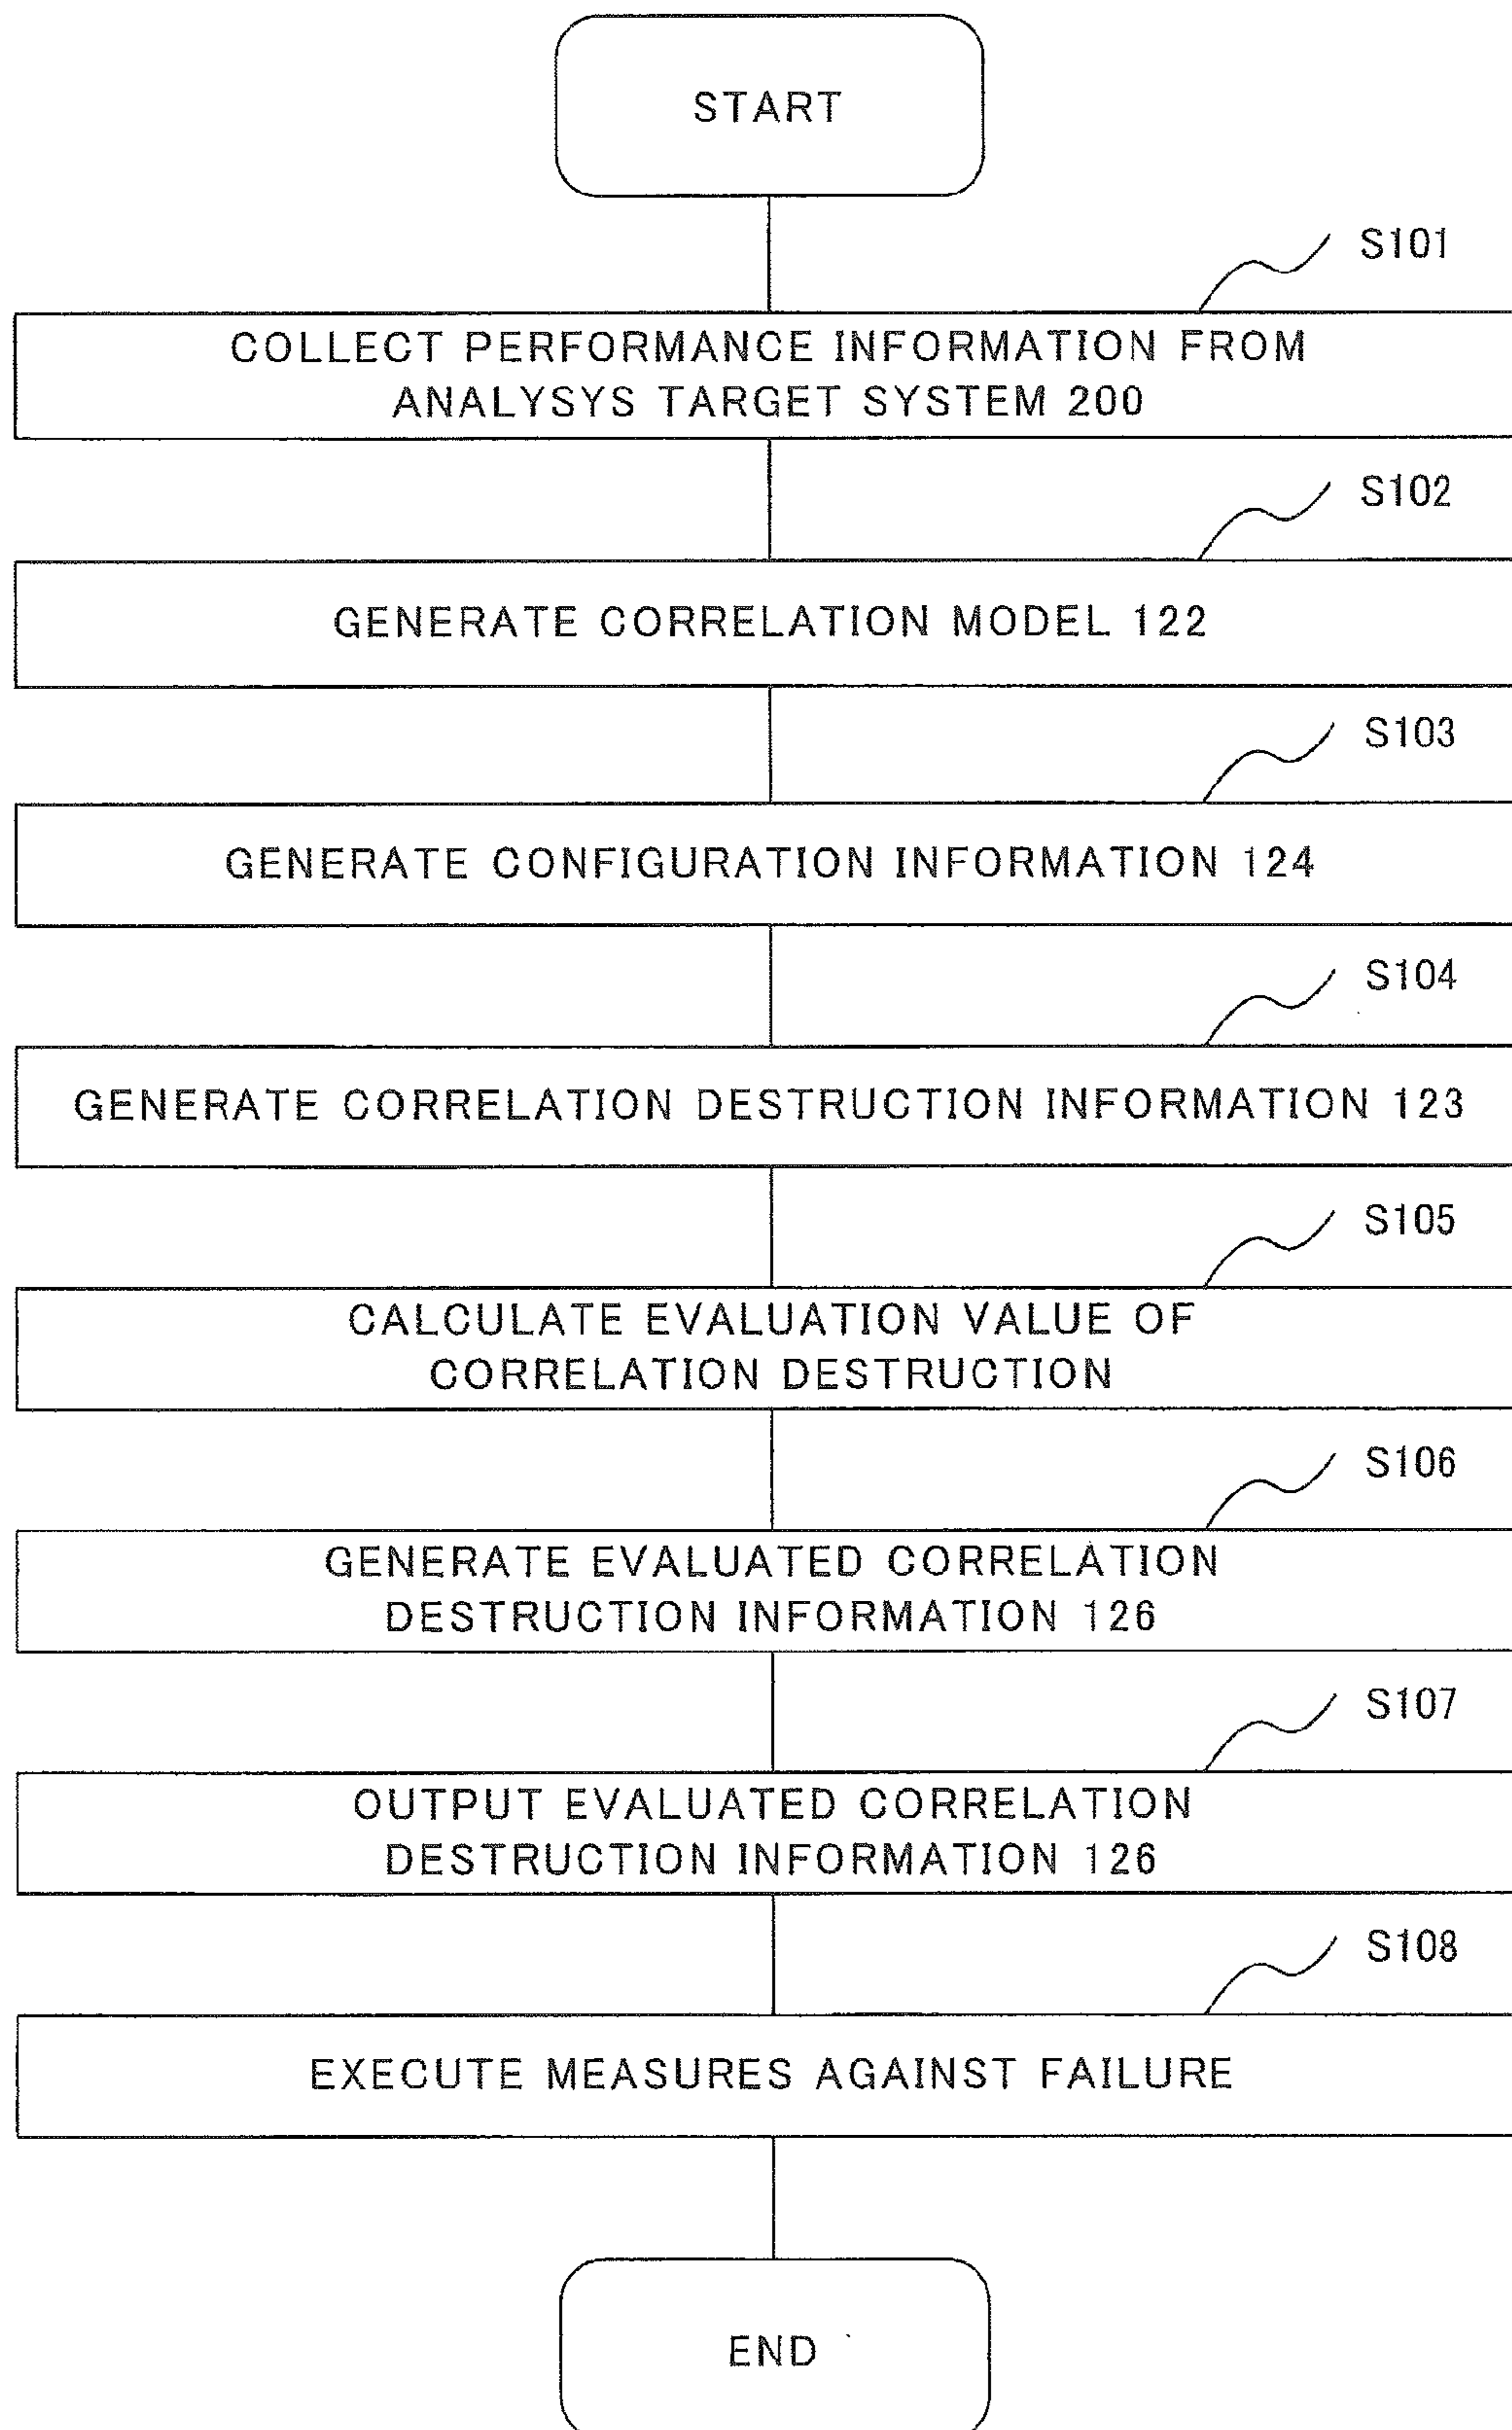 START
S101
COLLECT PERFORMANCE INFORMATION FROM
ANALYSYS TARGET SYSTEM 200
S102
GENERATE CORRELATION MODEL 122
S103
GENERATE CONFIGURATION INFORMATION 124
S104
GENERATE CORRELATION DESTRUCTION INFORMATION 123
S105
CALCULATE EVALUATION VALUE OF
CORRELATION DESTRUCTION
S106
GENERATE EVALUATED CORRELATION
DESTRUCTION INFORMATION 126
S107
OUTPUT EVALUATED CORRELATION
DESTRUCTION INFORMATION 126
S108
EXECUTE MEASURES AGAINST FAILURE
END